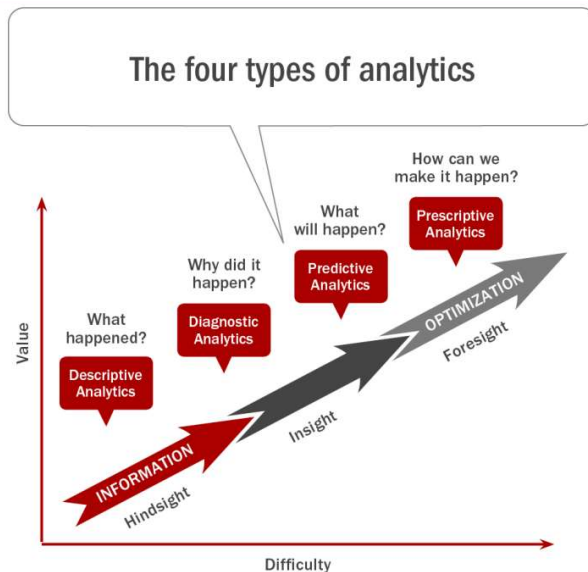 The four types of analytics
How can we
make it happen?
Prescriptive
Analytics
What
will happen?
Predictive
Analytics
Why did it
happen?
Diagnostic
Analytics
What
happened?
Descriptive
Analytics
Value
OPTIMIZATION
Foresight
Insight
INFORMATION
Hindsight
Difficulty